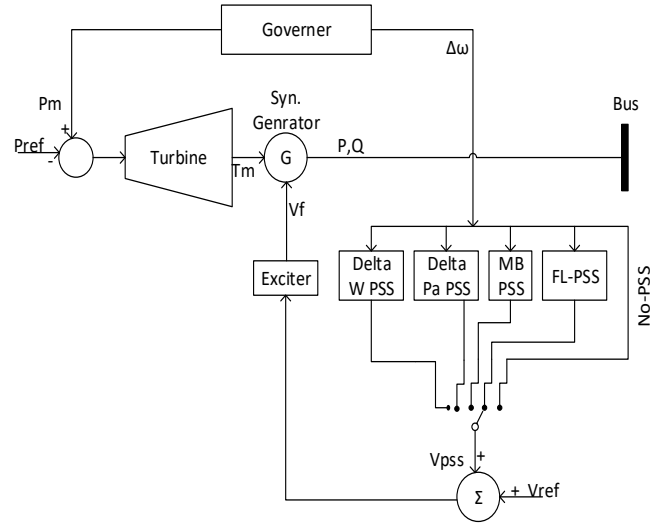 Governer
Δω
Pm
+
Pref
-
Turbine
Tm
Syn.
Genrator
G
P,Q
Bus
Vf
Exciter
Delta
W PSS
Delta
Pa PSS
MB
PSS
FL-PSS
No-PSS
Vpss
+
Σ
+ Vref